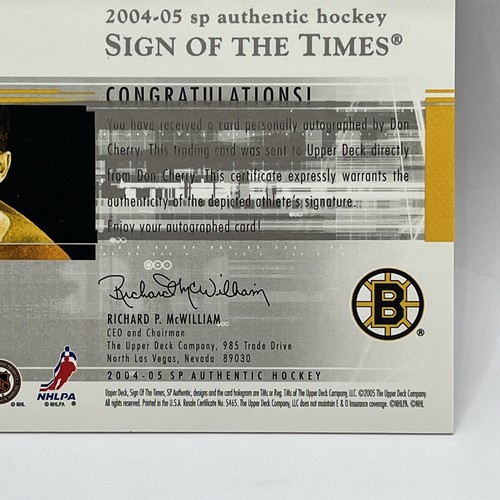 2004-05 sp authentic hockey
SIGN OF THE TIMES®
CONGRATULATIONS!
You have received a card personally autographed by Don
Cherry. This trading card was sent to Upper Deck directly
from Don Cherry. This certificate expressly warrants the
authenticity of the depicted athlete's signature.
Enjoy your autographed card!
Richard P. McWilliam
RICHARD P. McWILLIAM
CEO and Chairman
The Upper Deck Company, 985 Trade Drive
North Las Vegas, Nevada 89030
2004-05 SP AUTHENTIC HOCKEY
B
®
NHL
© NHL
NHLPA
© NHLPA
Upper Deck, Sign Of The Times, SP Authentic, designs and the card hologram are TMs or Reg. TMs of The Upper Deck Company, LLC. ©2005 The Upper Deck Company.
All rights reserved. Printed in the U.S.A. Resale Certificate No. 5465. The Upper Deck Company, LLC does not maintain E & O Insurance coverage. ©NHLPA. ©NHL